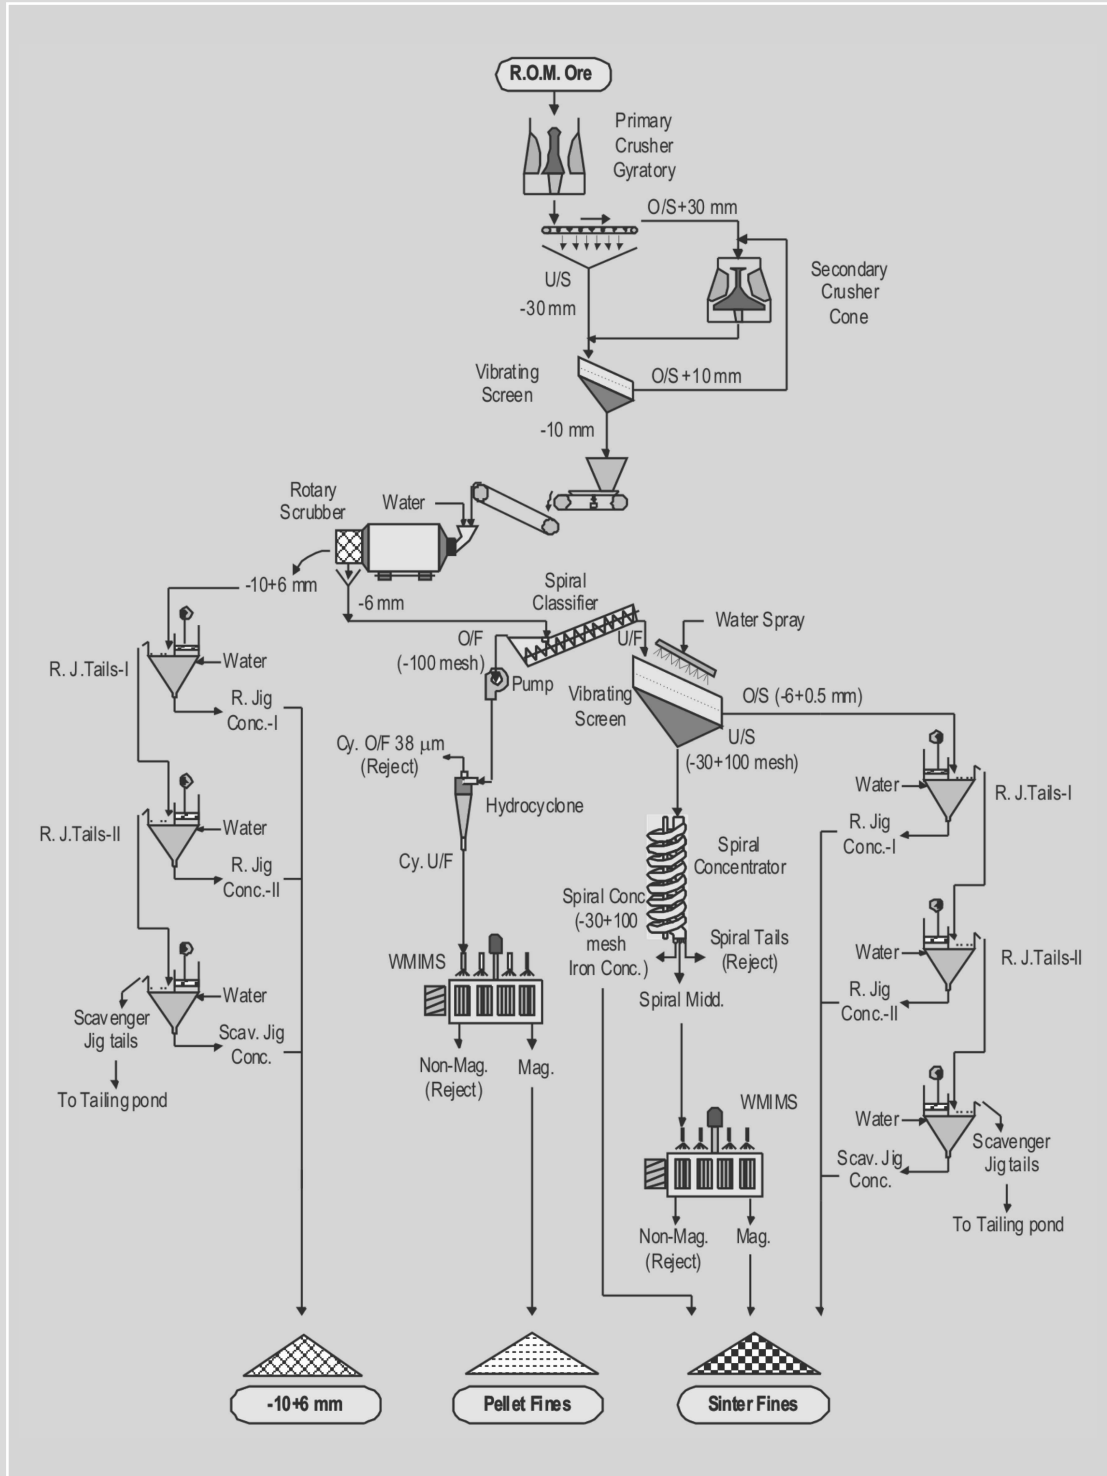 R.O.M. Ore
Primary
Crusher
Gyratory
O/S+30 mm
U/S
-30 mm
Secondary
Crusher
Cone
Vibrating
Screen
O/S +10 mm
-10 mm
Rotary
Scrubber
Water
-10+6 mm
-6 mm
Spiral
Classifier
O/F
(-100 mesh)
U/F
Water Spray
Pump
Vibrating
Screen
O/S (-6+0.5 mm)
U/S
(-30+100 mesh)
R. J.Tails-I
Water
R. Jig
Conc.-I
Cy. O/F 38 µm
(Reject)
Hydrocyclone
Cy. U/F
R. J.Tails-II
Water
R. Jig
Conc.-II
Spiral
Concentrator
Spiral Conc.
(-30+100
mesh
Iron Conc.)
Spiral Tails
(Reject)
Spiral Midd.
Water
R. J.Tails-I
R. Jig
Conc.-I
Water
R. J.Tails-II
R. Jig
Conc.-II
WMIMS
Non-Mag.
(Reject)
Mag.
Water
Scavenger
Jig tails
Scav. Jig
Conc.
To Tailing pond
WMIMS
Non-Mag.
(Reject)
Mag.
Water
Scavenger
Jig tails
Scav. Jig
Conc.
To Tailing pond
-10+6 mm
Pellet Fines
Sinter Fines